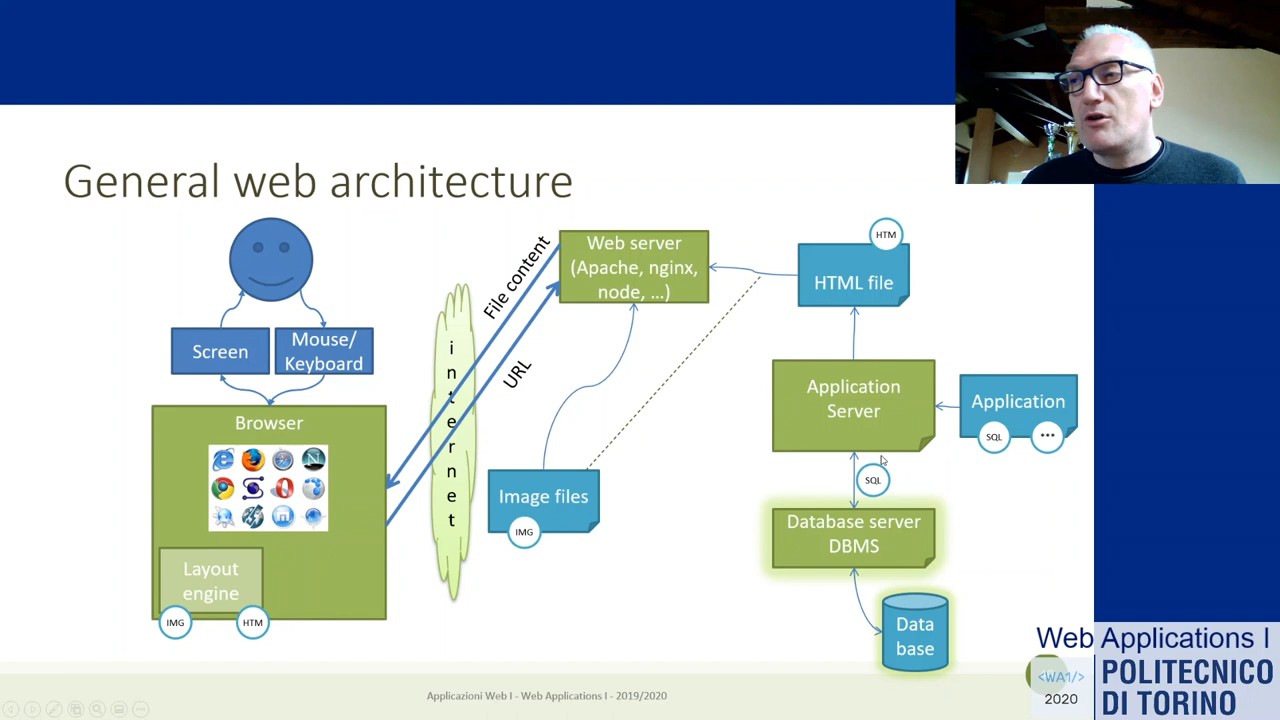 General web architecture
Screen
Mouse/
Keyboard
Browser
Layout
engine
IMG
HTM
internet
File content
URL
Web server
(Apache, nginx,
node, ...)
Image files
IMG
HTM
HTML file
Application
Server
Application
SQL
***
SQL
Database server
DBMS
Data
base
Applicazioni Web I - Web Applications I - 2019/2020
Web Applications I
<WA1/>
2020
POLITECNICO
DI TORINO